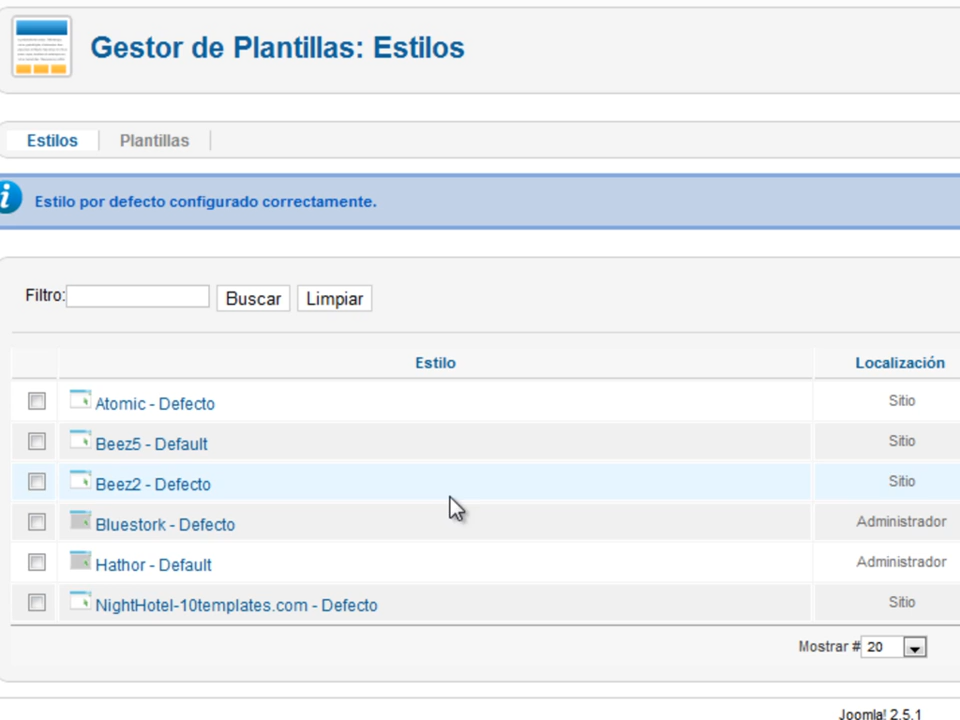 Gestor de Plantillas: Estilos
Estilos Plantillas
Estilo por defecto configurado correctamente.
Filtro: Buscar Limpiar
Estilo Localización
Atomic - Defecto Sitio
Beez5 - Default Sitio
Beez2 - Defecto Sitio
Bluestork - Defecto Administrador
Hathor - Default Administrador
NightHotel-10templates.com - Defecto Sitio
Mostrar # 20
Joomla! 2.5.1